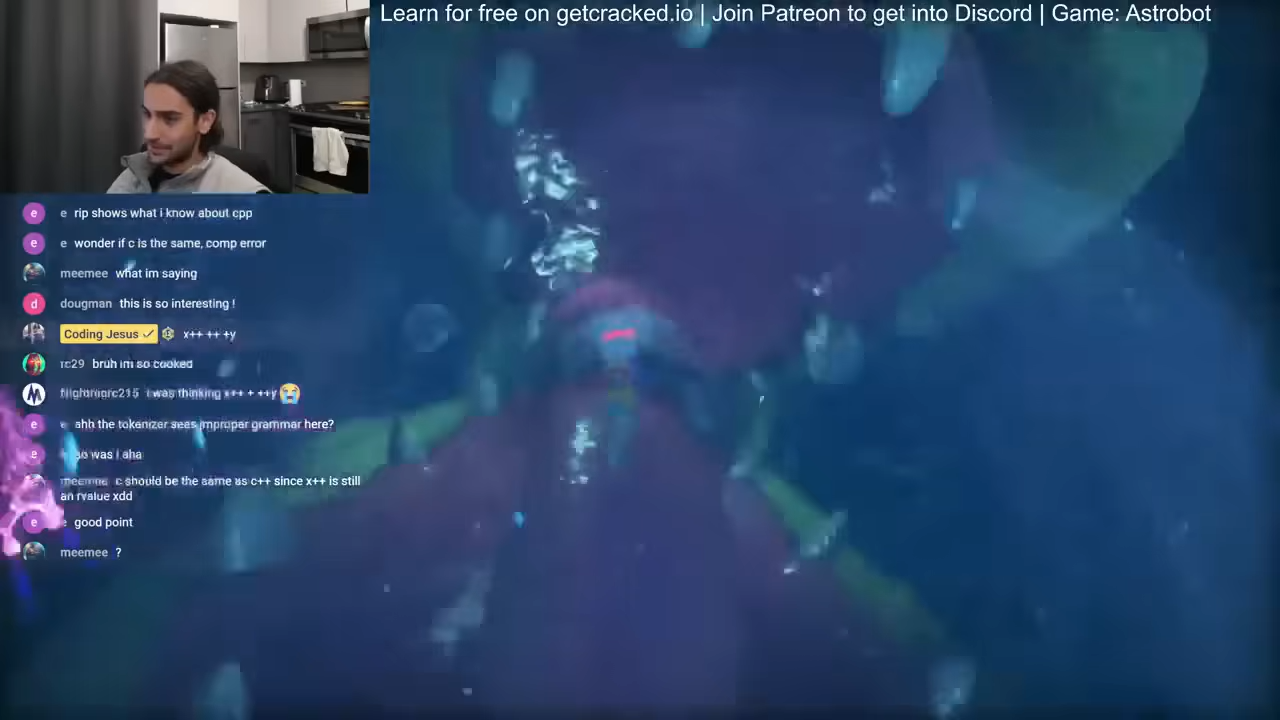 Learn for free on getcracked.io | Join Patreon to get into Discord | Game: Astrobot
e rip shows what i know about cpp
e wonder if c is the same, comp error
meemee what im saying
dougman this is so interesting !
Coding Jesus x++ ++ +y
rc29 bruh im so cooked
i was thinking x++ + ++y
e ahh the tokenizer sees improper grammar here?
so was i aha
meemee c should be the same as c++ since x++ is still
an rvalue xdd
e good point
meemee ?